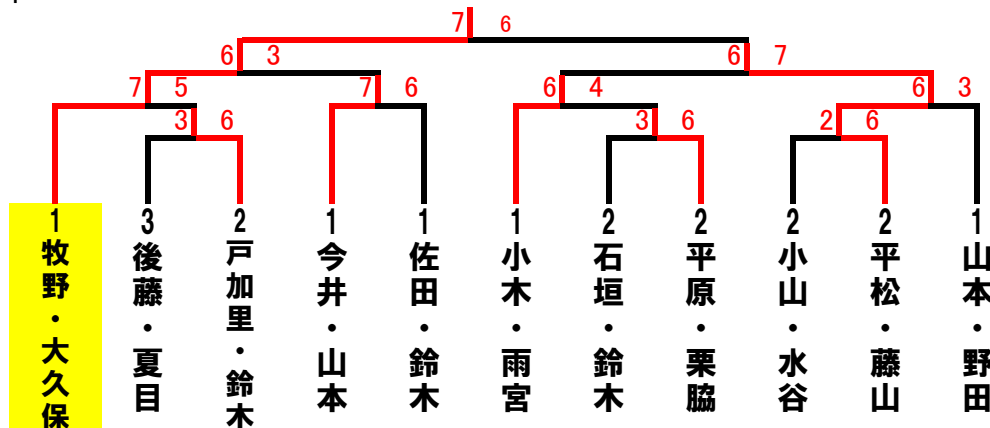 7 6
6 3 6 7
7 5 7 6 6 4 6 3
3 6 3 6 2 6
1 3 2 1 1 1 2 2 2 2 1
牧野・大久保
後藤・夏目
戸加里・鈴木
今井・山本
佐田・鈴木
小木・雨宮
石垣・鈴木
平原・栗脇
小山・水谷
平松・藤山
山本・野田